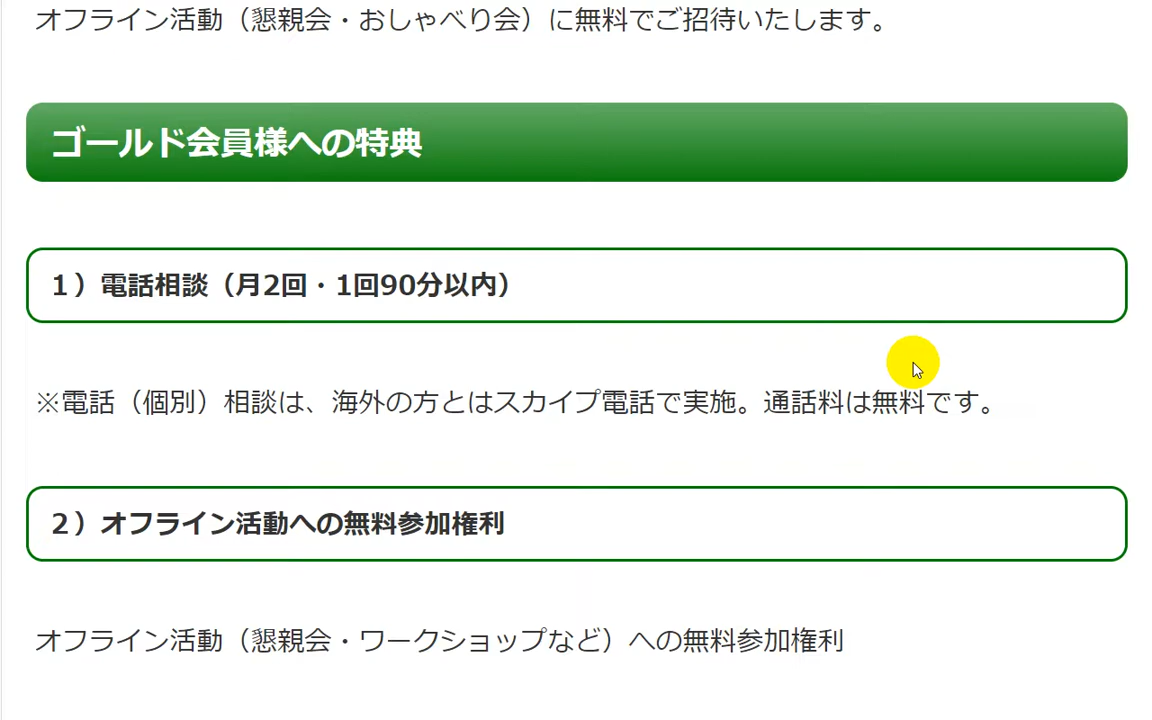 オフライン活動（懇親会・おしゃべり会）に無料でご招待いたします。
ゴールド会員様への特典
１）電話相談（月2回・1回90分以内）
※電話（個別）相談は、海外の方とはスカイプ電話で実施。通話料は無料です。
２）オフライン活動への無料参加権利
オフライン活動（懇親会・ワークショップなど）への無料参加権利